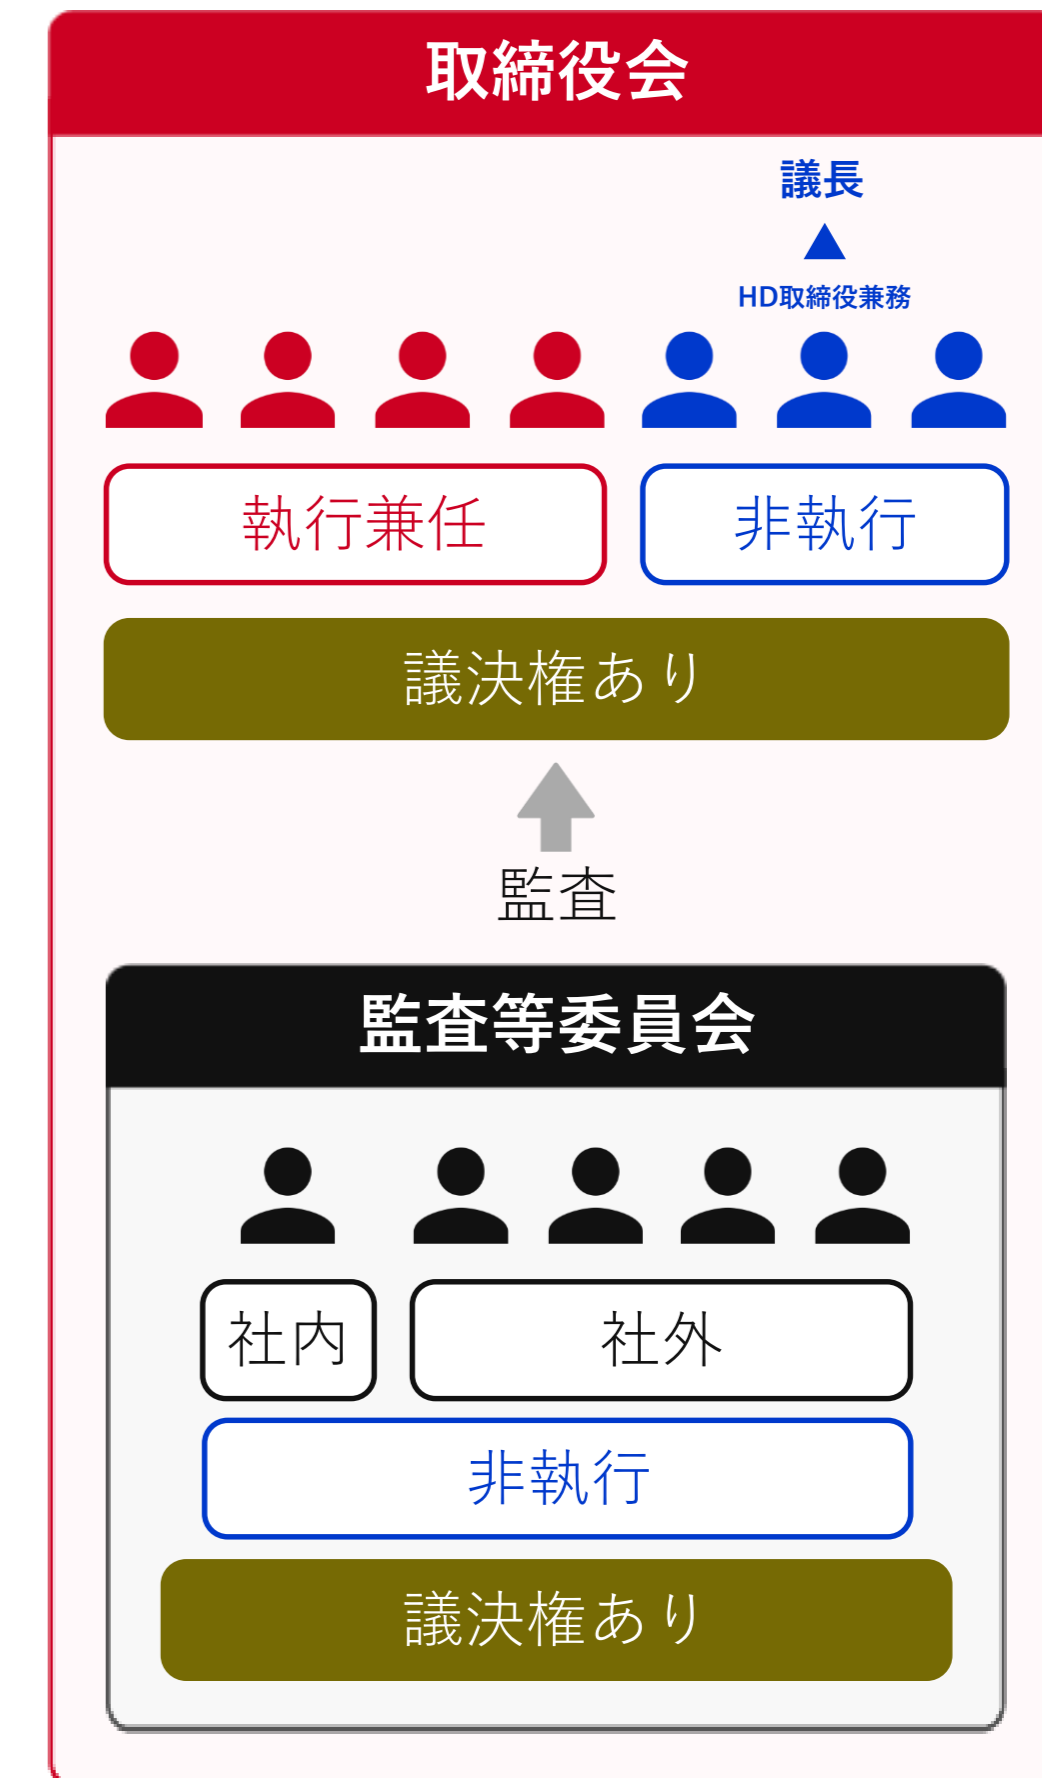 取締役会
議長
HD取締役兼務
執行兼任
非執行
議決権あり
監査
監査等委員会
社内
社外
非執行
議決権あり